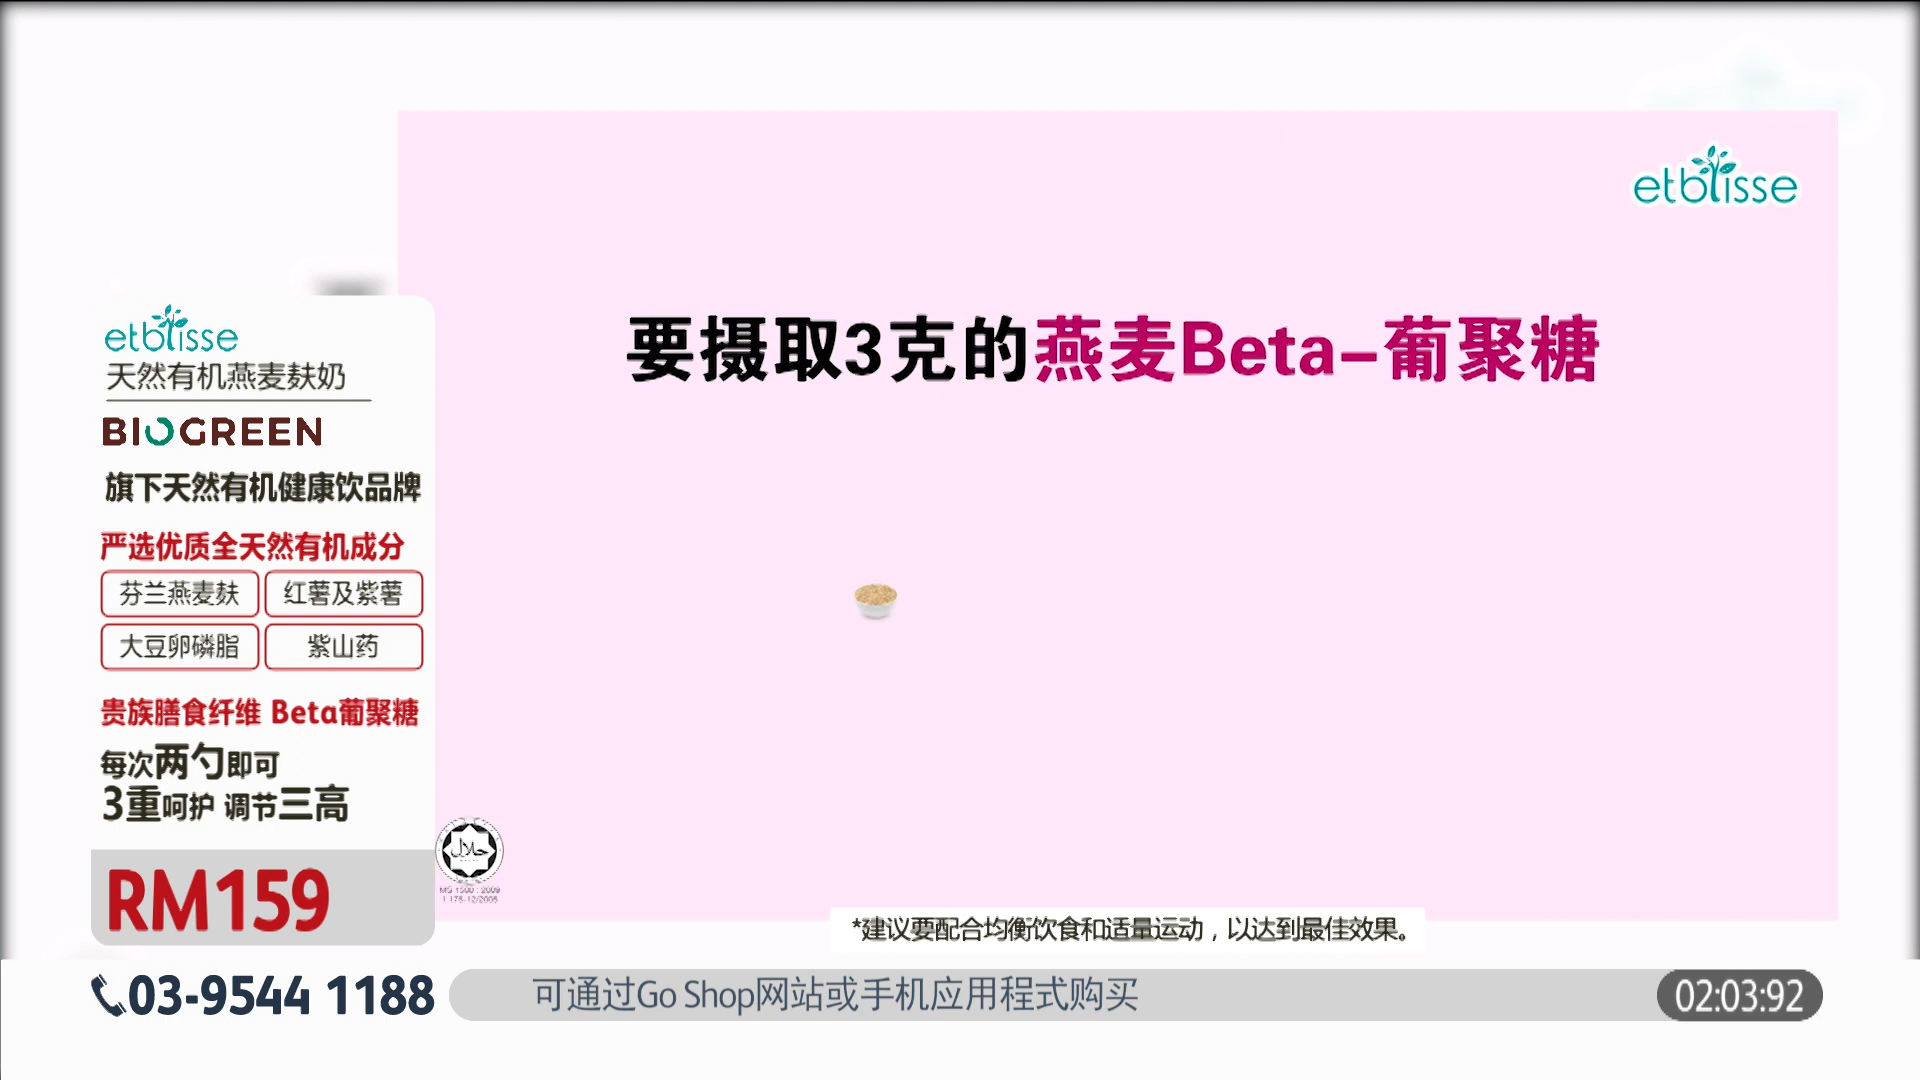 etblisse
要摄取3克的燕麦Beta-葡聚糖
etblisse
天然有机燕麦麸奶
BIOGREEN
旗下天然有机健康饮品牌
严选优质全天然有机成分
芬兰燕麦麸
红薯及紫薯
大豆卵磷脂
紫山药
贵族膳食纤维 Beta葡聚糖
每次两勺即可
3重呵护 调节三高
RM159
حلال
*建议要配合均衡饮食和适量运动，以达到最佳效果。
03-9544 1188
可通过Go Shop网站或手机应用程式购买
02:03:92